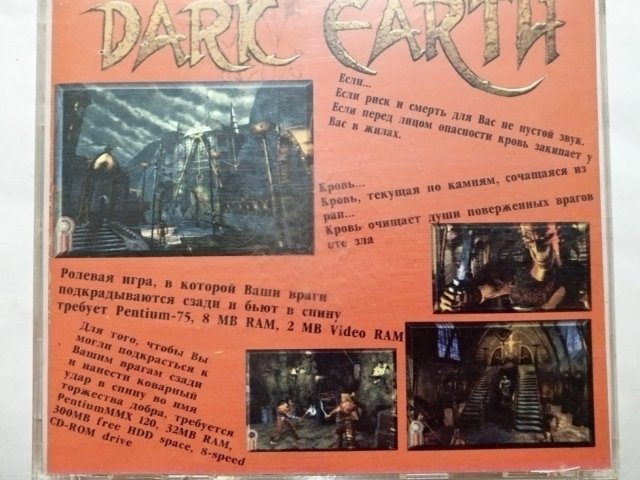 DARK EARTH
Если...
Если риск и смерть для Вас не пустой звук.
Если перед лицом опасности кровь закипает у
Вас в жилах.
Кровь...
Кровь, текущая по камням, сочащаяся из
ран...
Кровь очищает души поверженных врагов
ото зла
Ролевая игра, в которой Ваши враги
подкрадываются сзади и бьют в спину
требует Pentium-75, 8 MB RAM, 2 MB Video RAM
Для того, чтобы Вы
могли подкрасться к
Вашим врагам сзади
и нанести коварный
удар в спину во имя
торжества добра, требуется
PentiumMMX 120, 32MB RAM,
300MB free HDD space, 8-speed
CD-ROM drive